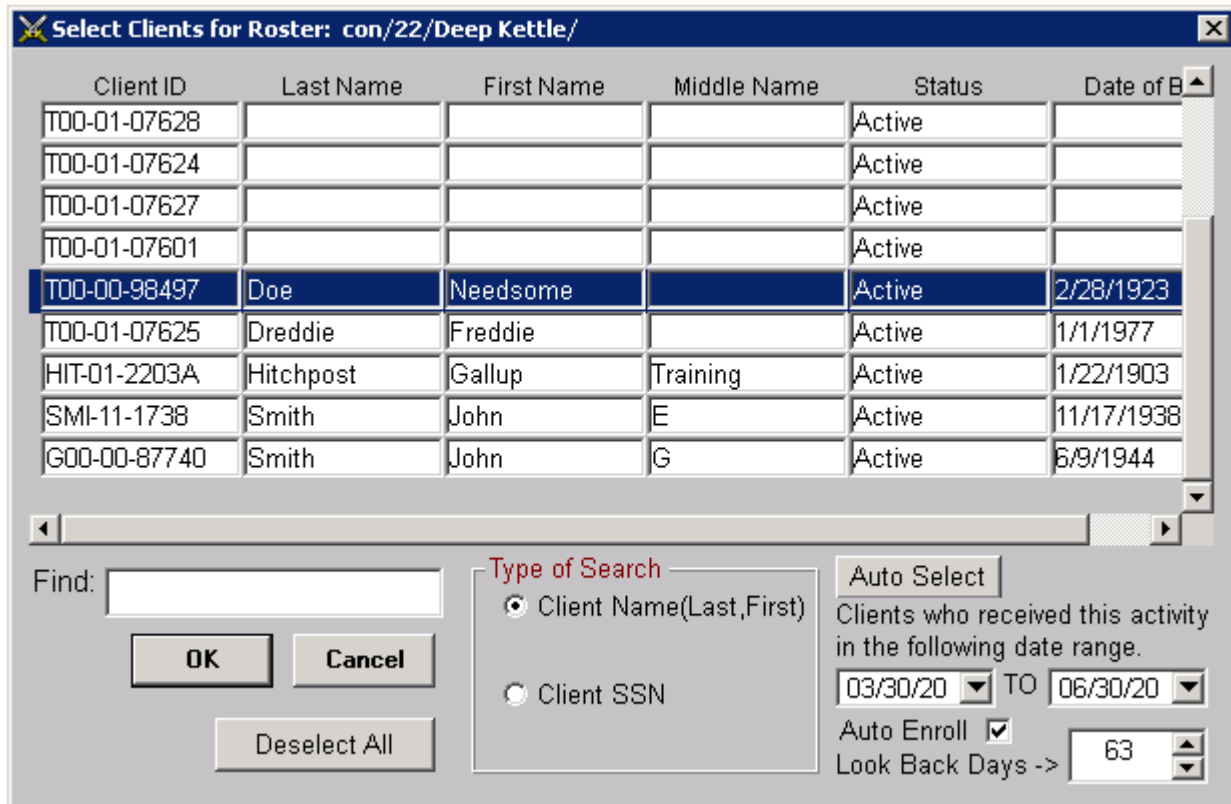 Select Clients for Roster: con/22/Deep Kettle/
Client ID Last Name First Name Middle Name Status Date of B
T00-01-07628 Active
T00-01-07624 Active
T00-01-07627 Active
T00-01-07601 Active
T00-00-98497 Doe Needsome Active 2/28/1923
T00-01-07625 Dreddie Freddie Active 1/1/1977
HIT-01-2203A Hitchpost Gallup Training Active 1/22/1903
SMI-11-1738 Smith John E Active 11/17/1938
G00-00-87740 Smith John G Active 6/9/1944
Find:
OK Cancel
Deselect All
Type of Search
Client Name(Last,First)
Client SSN
Auto Select
Clients who received this activity
in the following date range.
03/30/20 TO 06/30/20
Auto Enroll
Look Back Days -> 63